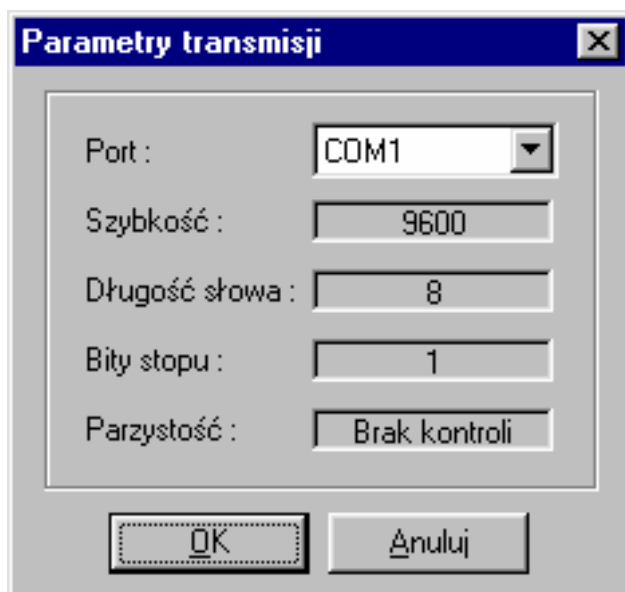 Parametry transmisji
Port : COM1
Szybkość : 9600
Długość słowa : 8
Bity stopu : 1
Parzystość : Brak kontroli
OK Anuluj